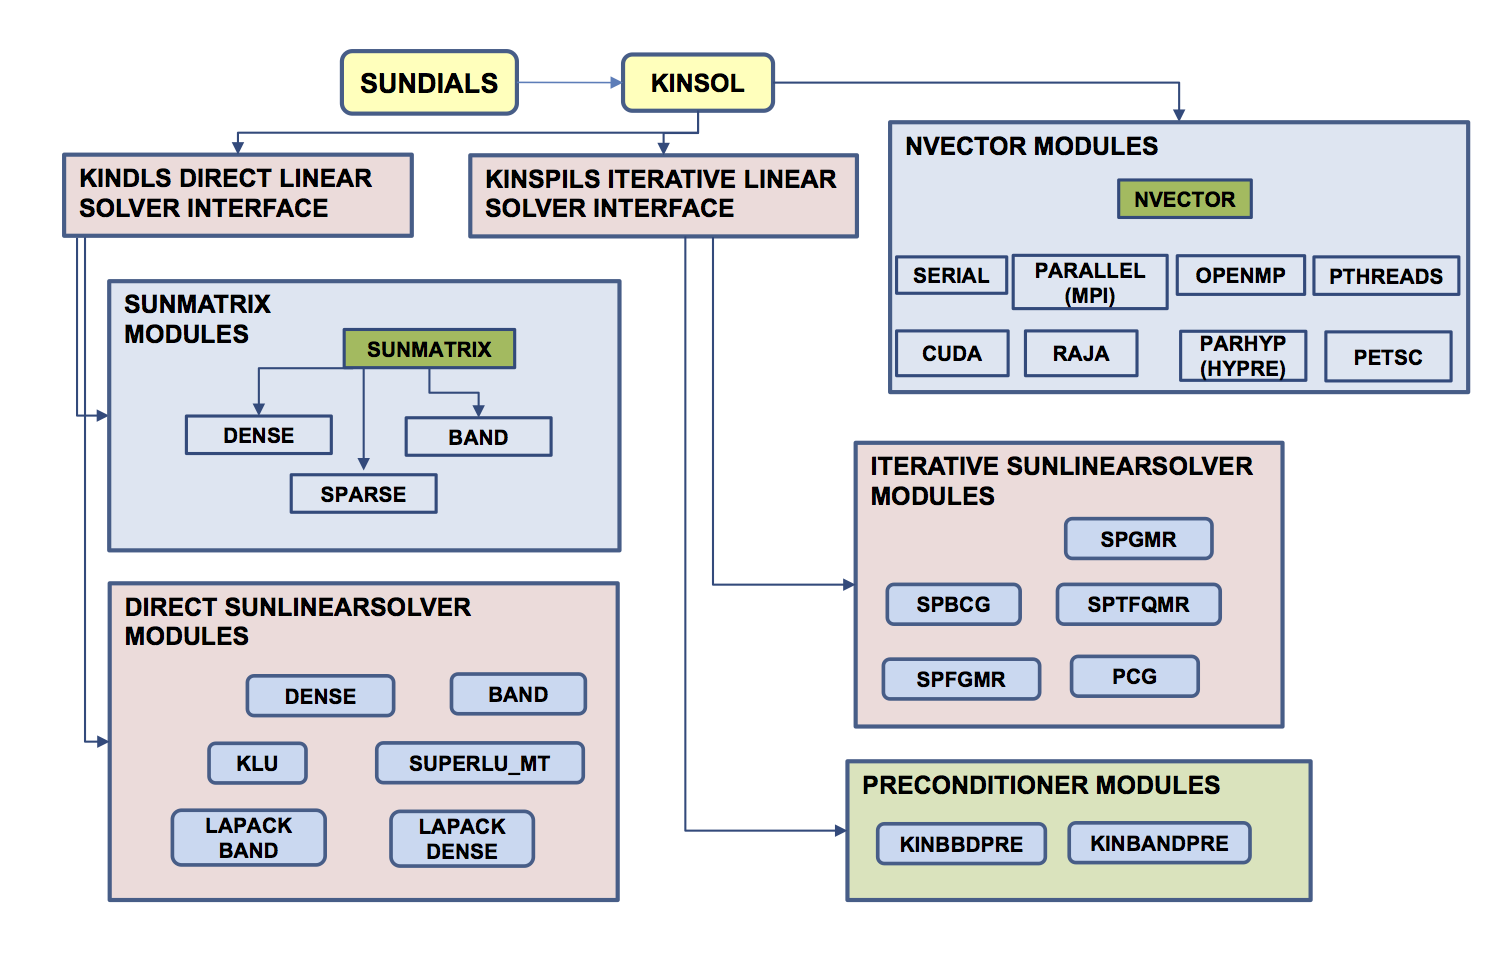 SUNDIALS
KINSOL
KINDLS DIRECT LINEAR
SOLVER INTERFACE
KINSPILS ITERATIVE LINEAR
SOLVER INTERFACE
NVECTOR MODULES
NVECTOR
SERIAL
PARALLEL
(MPI)
OPENMP
PTHREADS
CUDA
RAJA
PARHYP
(HYPRE)
PETSC
SUNMATRIX
MODULES
SUNMATRIX
DENSE
BAND
SPARSE
DIRECT SUNLINEARSOLVER
MODULES
DENSE
BAND
KLU
SUPERLU_MT
LAPACK
BAND
LAPACK
DENSE
ITERATIVE SUNLINEARSOLVER
MODULES
SPGMR
SPBCG
SPTFQMR
SPFGMR
PCG
PRECONDITIONER MODULES
KINBBDPRE
KINBANDPRE